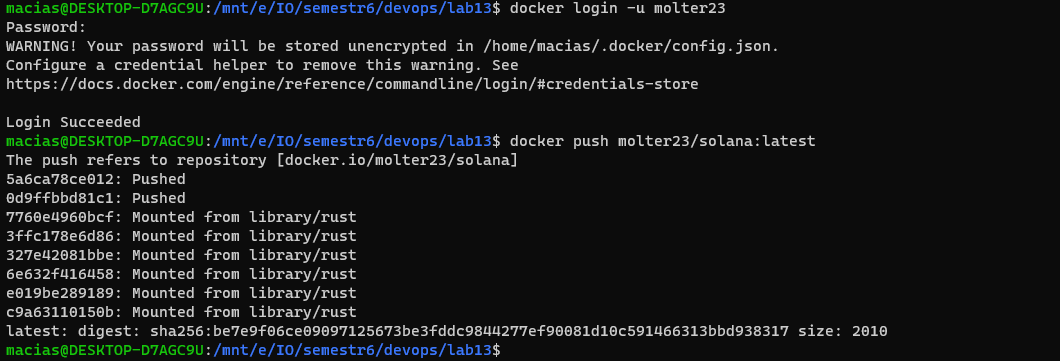 macias@DESKTOP-D7AGC9U:/mnt/e/IO/semestr6/devops/lab13$ docker login -u molter23
Password:
WARNING! Your password will be stored unencrypted in /home/macias/.docker/config.json.
Configure a credential helper to remove this warning. See
https://docs.docker.com/engine/reference/commandline/login/#credentials-store
Login Succeeded
macias@DESKTOP-D7AGC9U:/mnt/e/IO/semestr6/devops/lab13$ docker push molter23/solana:latest
The push refers to repository [docker.io/molter23/solana]
5a6ca78ce012: Pushed
0d9ffbbd81c1: Pushed
7760e4960bcf: Mounted from library/rust
3ffc178e6d86: Mounted from library/rust
327e42081bbe: Mounted from library/rust
6e632f416458: Mounted from library/rust
e019be289189: Mounted from library/rust
c9a63110150b: Mounted from library/rust
latest: digest: sha256:be7e9f06ce09097125673be3fddc9844277ef90081d10c591466313bbd938317 size: 2010
macias@DESKTOP-D7AGC9U:/mnt/e/IO/semestr6/devops/lab13$